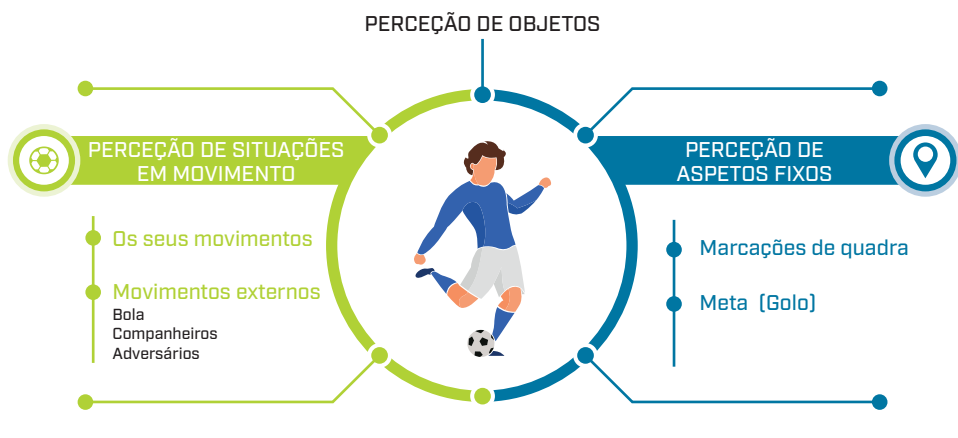 PERCEÇÃO DE OBJETOS
PERCEÇÃO DE SITUAÇÕES
EM MOVIMENTO
Os seus movimentos
Movimentos externos
Bola
Companheiros
Adversários
PERCEÇÃO DE
ASPETOS FIXOS
Marcações de quadra
Meta (Golo)